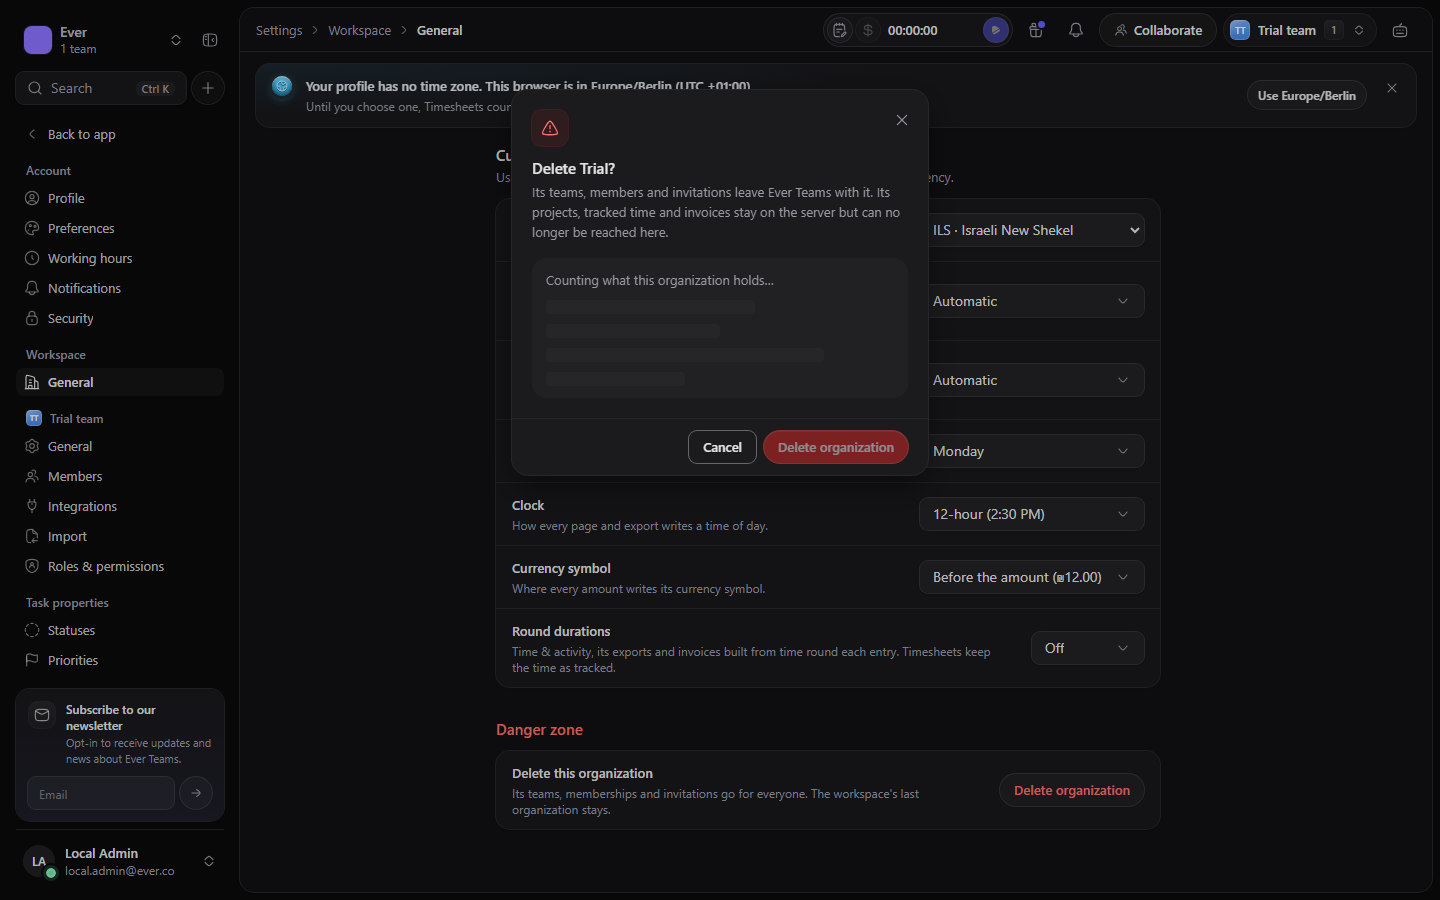 Ever
1 team
Search
Ctrl K
Back to app
Account
Profile
Preferences
Working hours
Notifications
Security
Workspace
General
TT
Trial team
General
Members
Integrations
Import
Roles & permissions
Task properties
Statuses
Priorities
Subscribe to our
newsletter
Opt-in to receive updates and
news about Ever Teams.
Email
LA
Local Admin
local.admin@ever.co
Settings
Workspace
General
00:00:00
Collaborate
TT
Trial team
1
Your profile has no time zone. This browser is in Europe/Berlin (UTC +01:00)
Until you choose one, Timesheets
Use Europe/Berlin
Delete Trial?
Its teams, members and invitations leave Ever Teams with it. Its
projects, tracked time and invoices stay on the server but can no
longer be reached here.
Counting what this organization holds...
Cancel
Delete organization
ILS · Israeli New Shekel
Automatic
Automatic
Monday
Clock
How every page and export writes a time of day.
12-hour (2:30 PM)
Currency symbol
Where every amount writes its currency symbol.
Before the amount (₪12.00)
Round durations
Time & activity, its exports and invoices built from time round each entry. Timesheets keep
the time as tracked.
Off
Danger zone
Delete this organization
Its teams, memberships and invitations go for everyone. The workspace's last
organization stays.
Delete organization